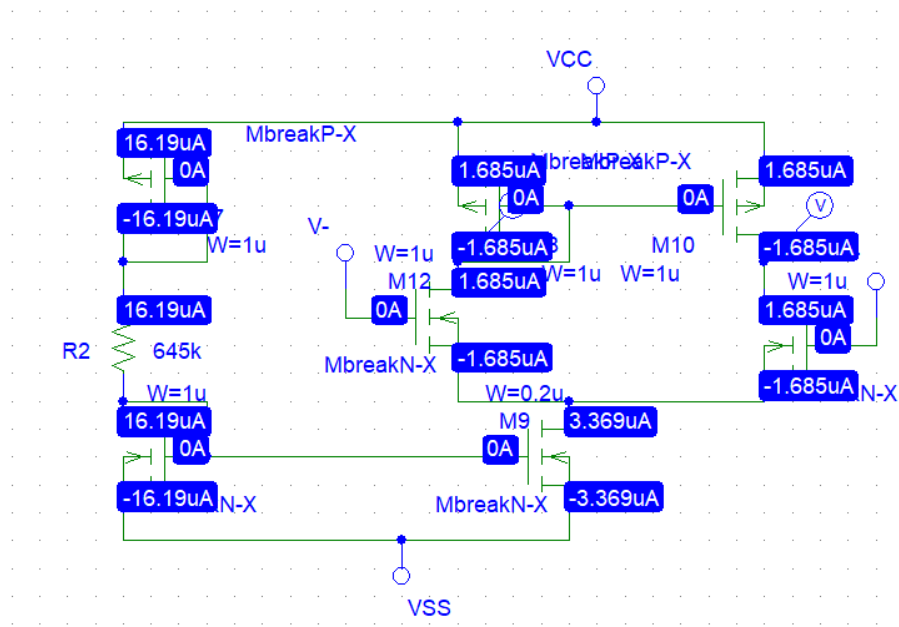 VCC
MbreakP-X
16.19uA
0A
-16.19uA
W=1u
MbreakP-X
1.685uA
0A
-1.685uA
1.685uA
0A
V
-1.685uA
M10
V-
W=1u
W=1u
W=1u
W=1u
M12
1.685uA
0A
-1.685uA
MbreakN-X
16.19uA
R2
645k
1.685uA
0A
-1.685uA
N-X
W=1u
W=0.2u
16.19uA
0A
-16.19uA
N-X
M9
3.369uA
0A
-3.369uA
MbreakN-X
VSS